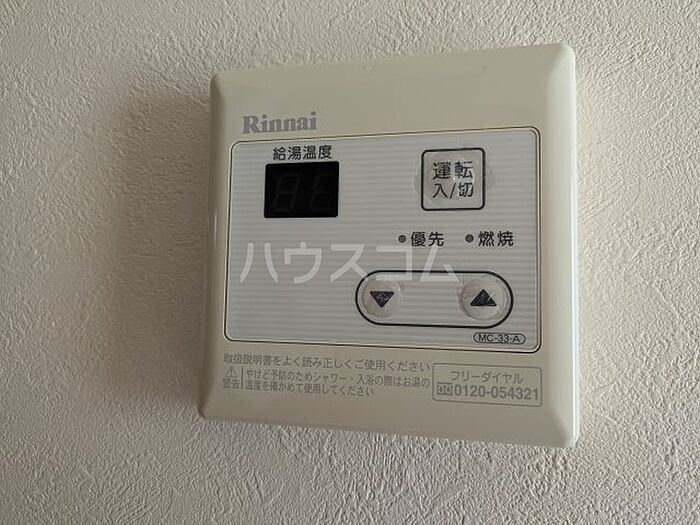 Rinnai
給湯温度
運転
入/切
優先 燃焼
ハウスコム
MC-33-A
取扱説明書をよく読み正しくご使用ください
警告 やけど予防のためシャワー・入浴の際はお湯の
温度を確かめて使用してください
フリーダイヤル
0120-054321